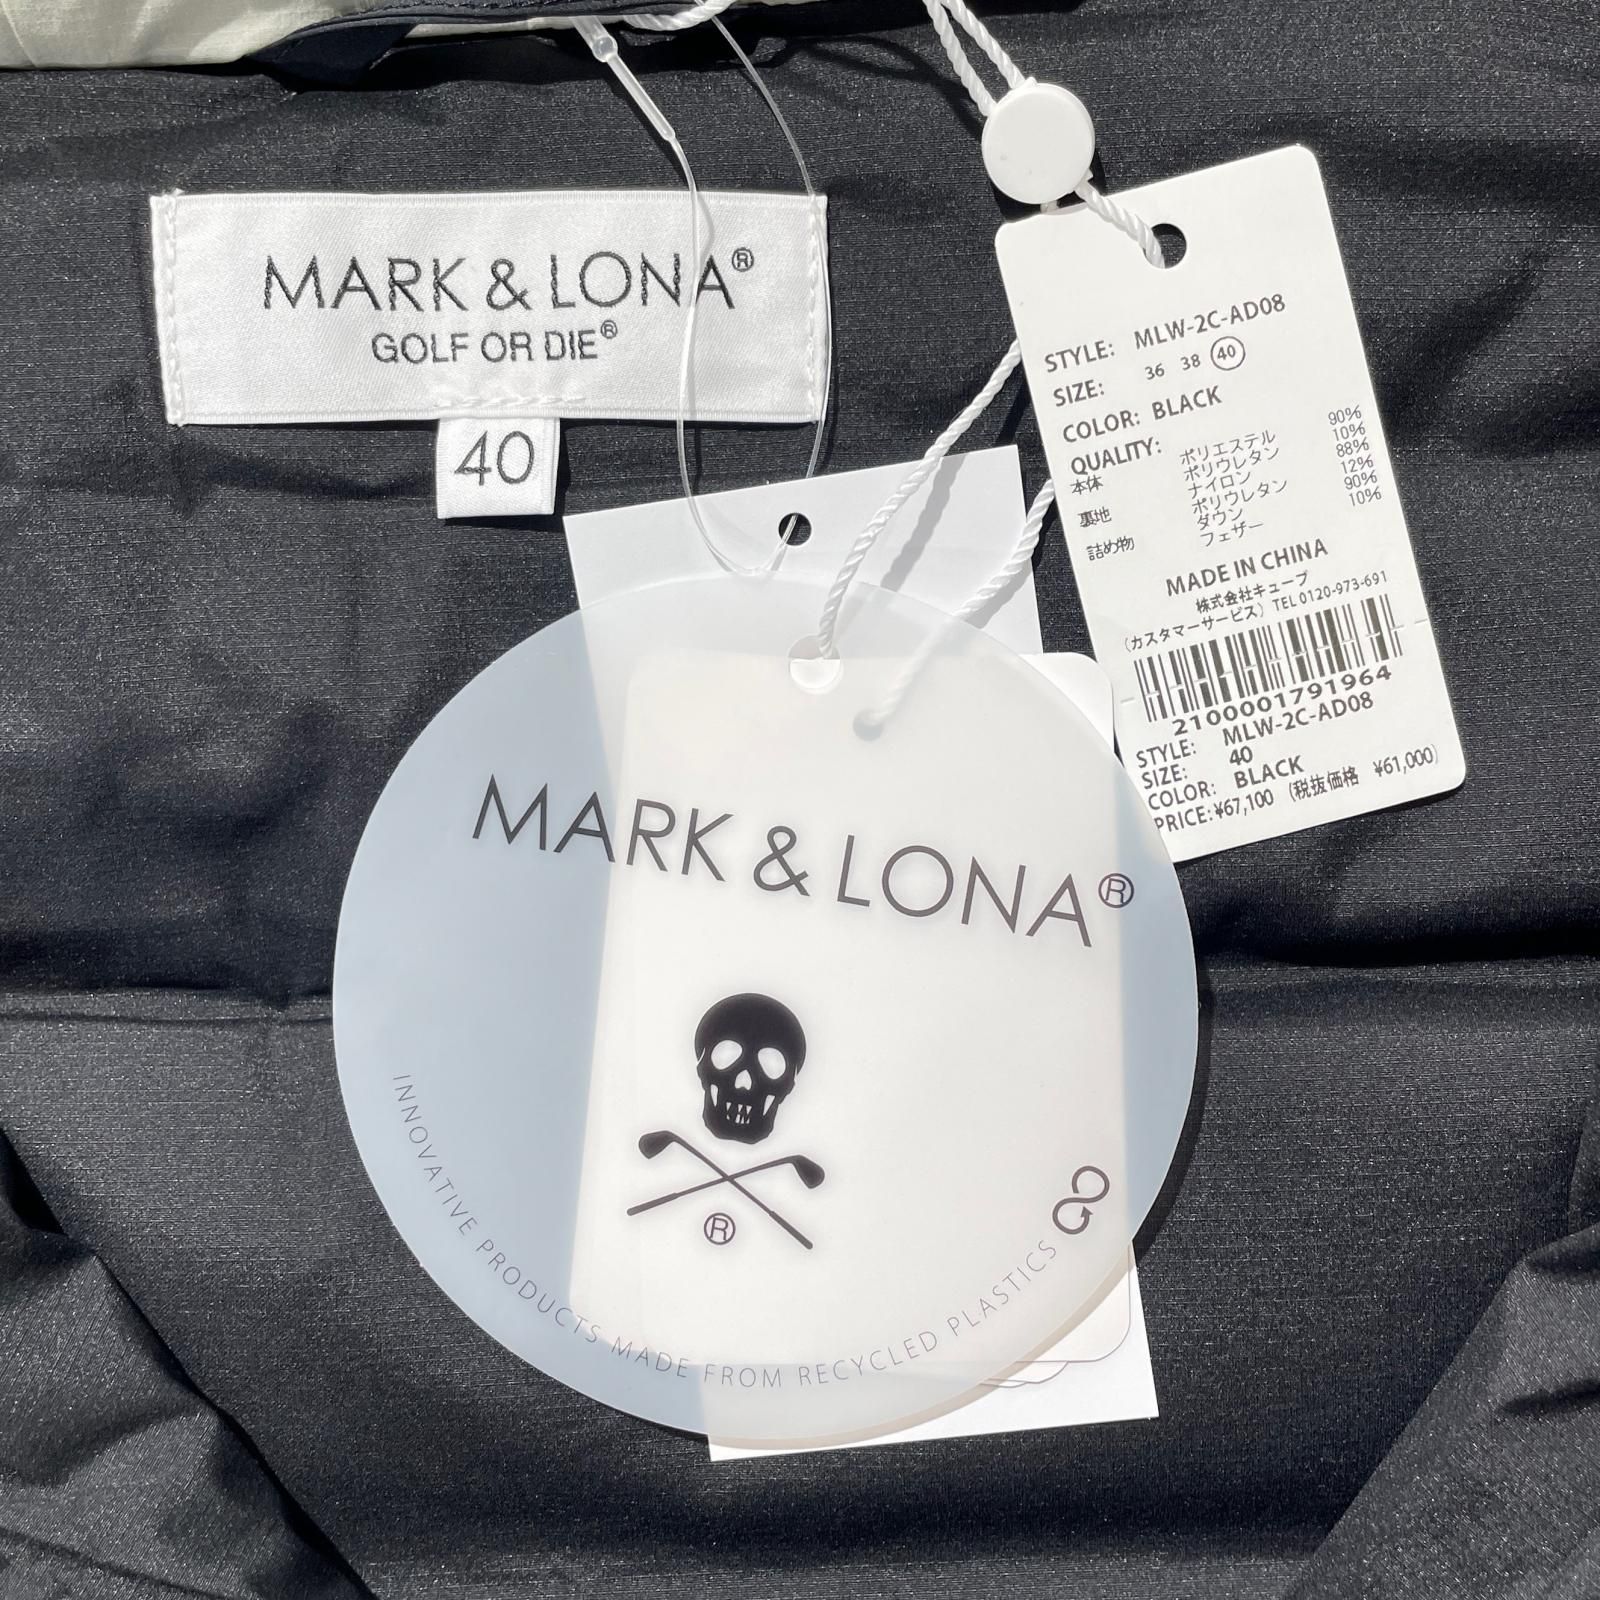 MARK & LONA®
GOLF OR DIE®
40
STYLE: MLW-2C-AD08
SIZE: 36 38 40
COLOR: BLACK
QUALITY:
本体 ポリエステル 90%
ポリウレタン 10%
裏地 ナイロン 88%
ポリウレタン 12%
詰め物 ダウン 90%
フェザー 10%
MADE IN CHINA
株式会社キューブ
(カスタマーサービス) TEL 0120-973-691
2100001791964
STYLE: MLW-2C-AD08
SIZE: 40
COLOR: BLACK
PRICE: ¥67,100 (税抜価格 ¥61,000)
MARK & LONA®
®
INNOVATIVE PRODUCTS MADE FROM RECYCLED PLASTICS